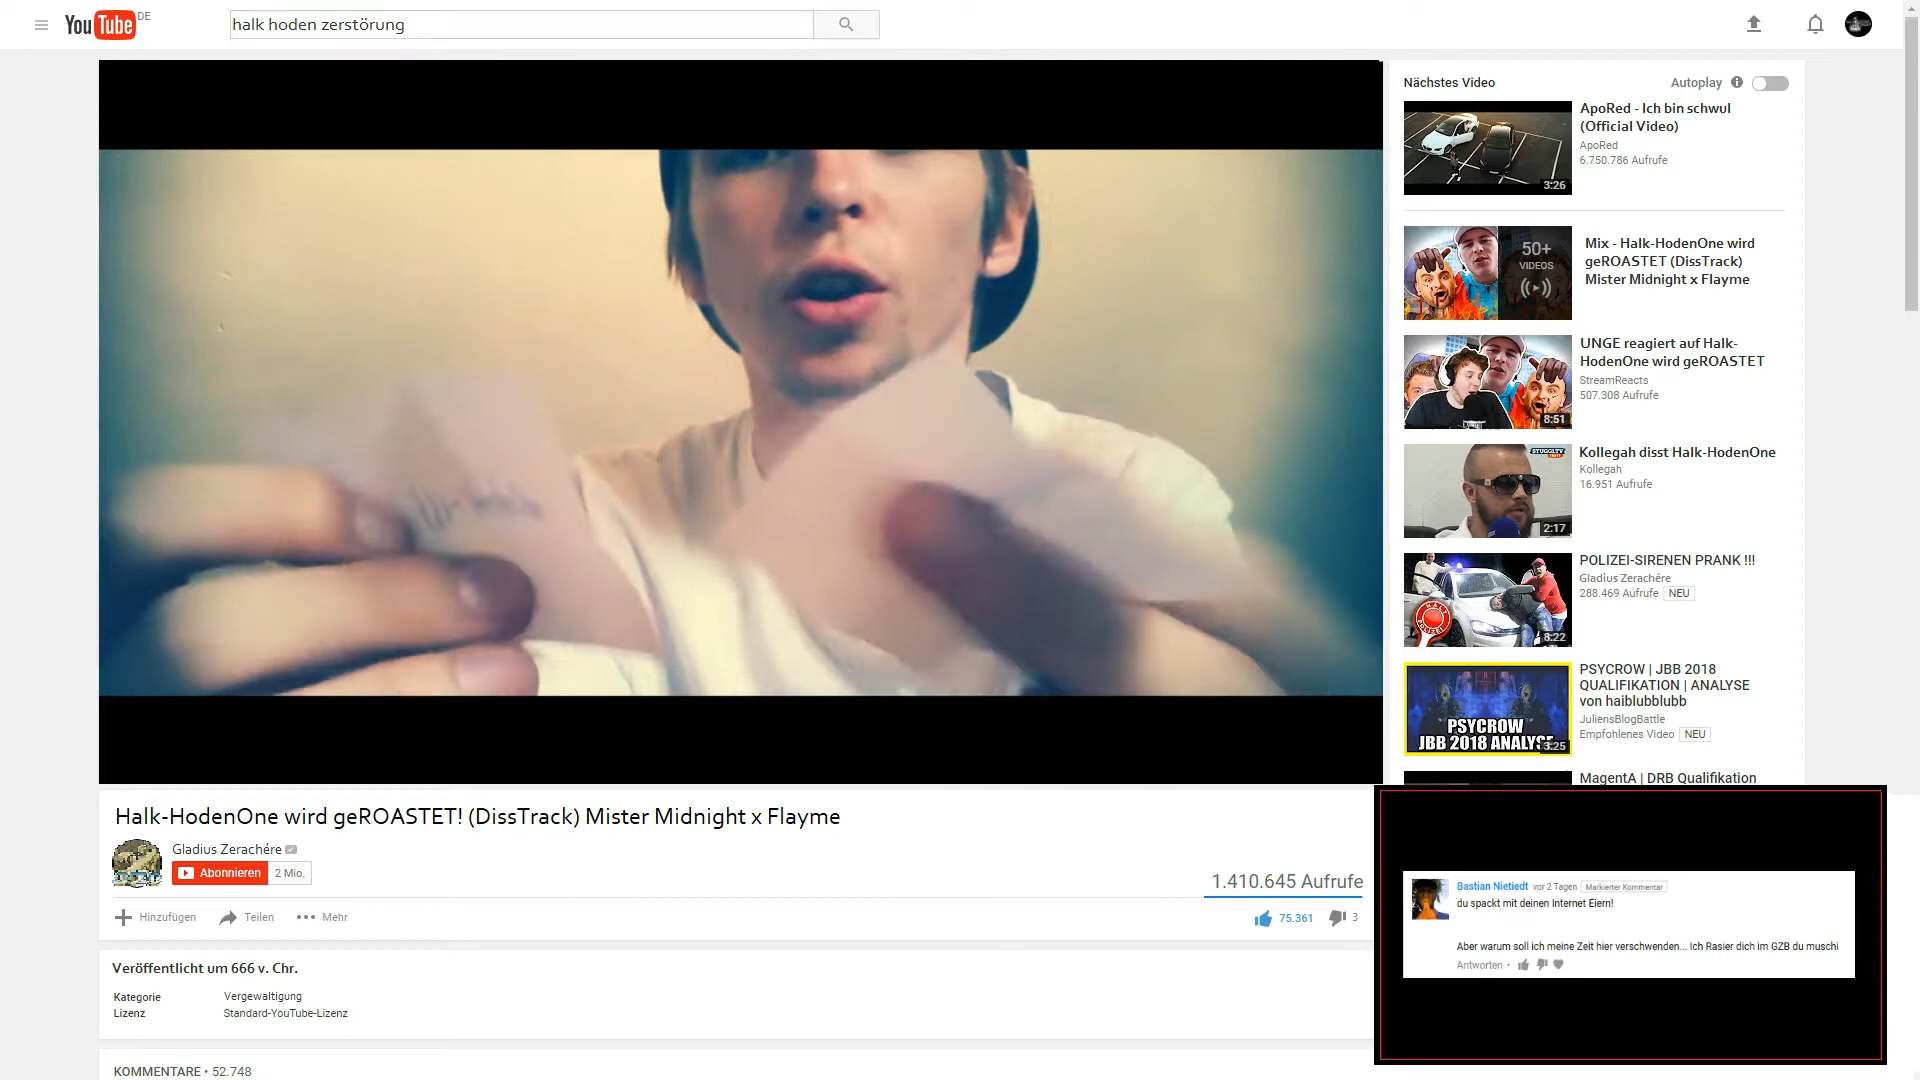 YouTube DE
halk hoden zerstörung
Nächstes Video
Autoplay
ApoRed - Ich bin schwul
(Official Video)
ApoRed
6.750.786 Aufrufe
3:26
50+
VIDEOS
Mix - Halk-HodenOne wird
geROASTET (DissTrack)
Mister Midnight x Flayme
UNGE reagiert auf Halk-
HodenOne wird geROASTET
StreamReacts
507.308 Aufrufe
8:51
STUGGI.TV
Kollegah disst Halk-HodenOne
Kollegah
16.951 Aufrufe
2:17
POLIZEI-SIRENEN PRANK !!!
Gladius Zerachére
288.469 Aufrufe NEU
HALT
POLIZEI
8:22
PSYCROW | JBB 2018
QUALIFIKATION | ANALYSE
von haiblubblubb
JuliensBlogBattle
Empfohlenes Video NEU
PSYCROW
JBB 2018 ANALYSE
3:25
MagentA | DRB Qualifikation
Halk-HodenOne wird geROASTET! (DissTrack) Mister Midnight x Flayme
Gladius Zerachére
Abonnieren 2 Mio.
1.410.645 Aufrufe
Hinzufügen Teilen Mehr
75.361 3
Veröffentlicht um 666 v. Chr.
Kategorie Vergewaltigung
Lizenz Standard-YouTube-Lizenz
KOMMENTARE • 52.748
Bastian Nietiedt vor 2 Tagen Markierter Kommentar
du spackt mit deinen Internet Eiern!
Aber warum soll ich meine Zeit hier verschwenden... Ich Rasier dich im GZB du muschi
Antworten •